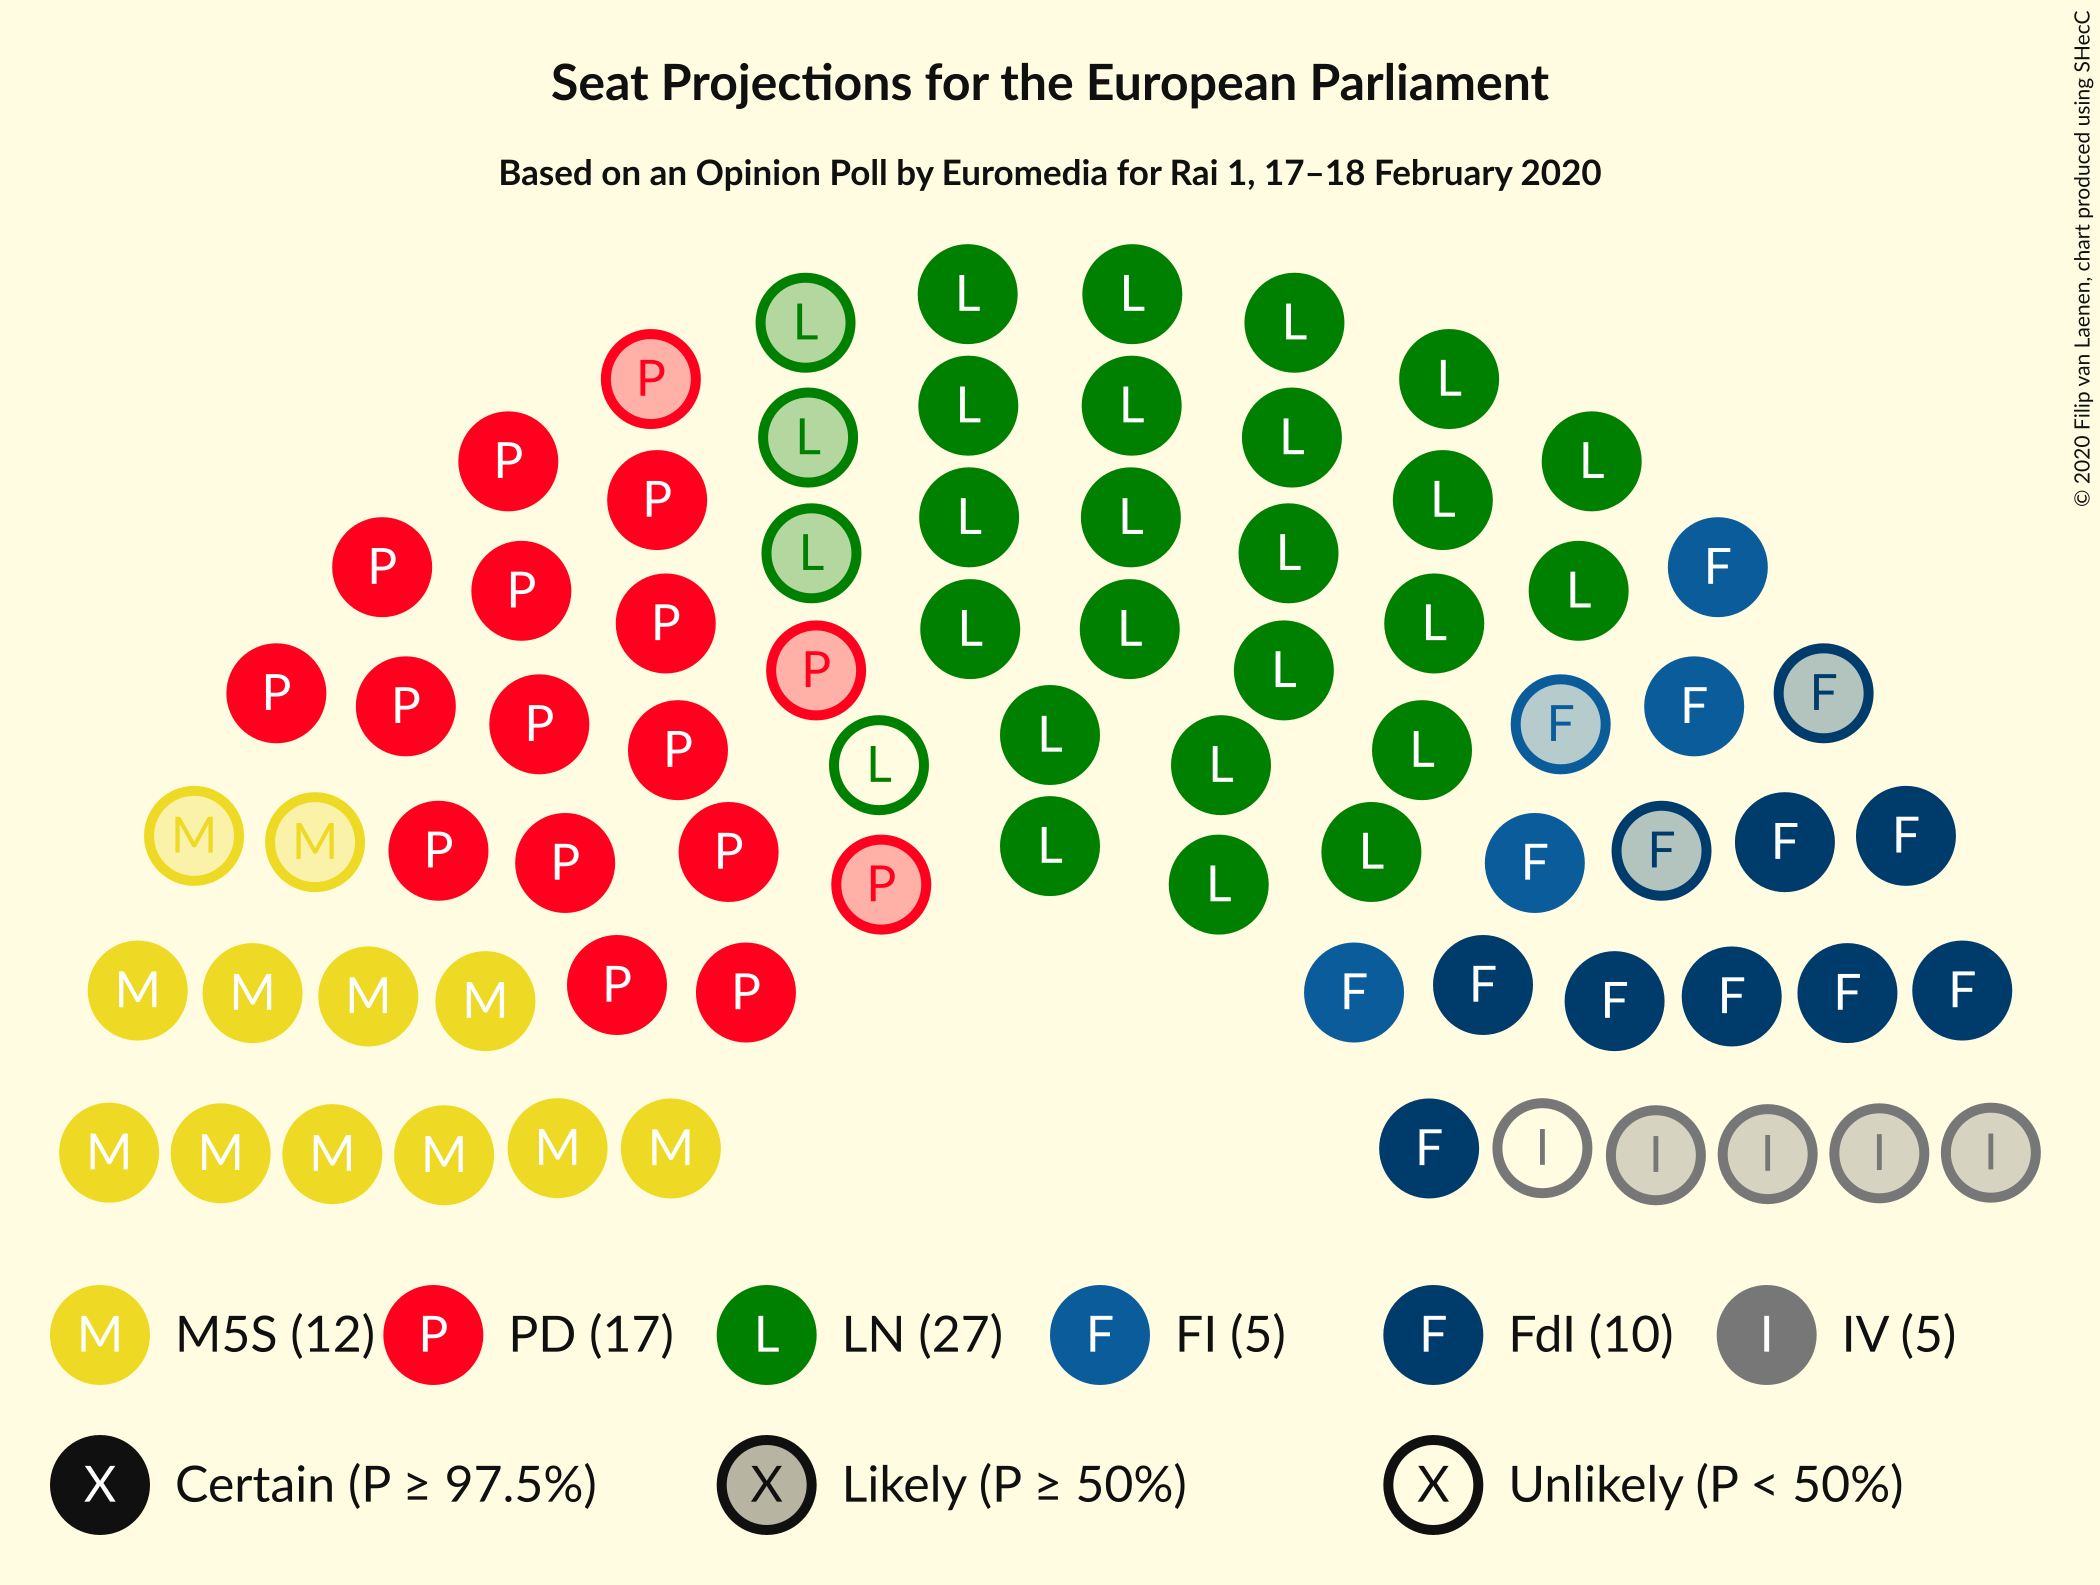 Seat Projections for the European Parliament
Based on an Opinion Poll by Euromedia for Rai 1, 17–18 February 2020
© 2020 Filip van Laenen, chart produced using SHecC
L L
L L
P L
L L
L L
P L
P L
P L
L L
L L
P F
P L
P L
L L
P L
P F
P F
P F
P L
L L
P L
L
M M P P P P L F F F F
L
M M M M P P F F F F F F
M M M M M M F I I I I I
M M5S (12) P PD (17) L LN (27) F FI (5) F FdI (10) I IV (5)
X Certain (P ≥ 97.5%) X Likely (P ≥ 50%) X Unlikely (P < 50%)